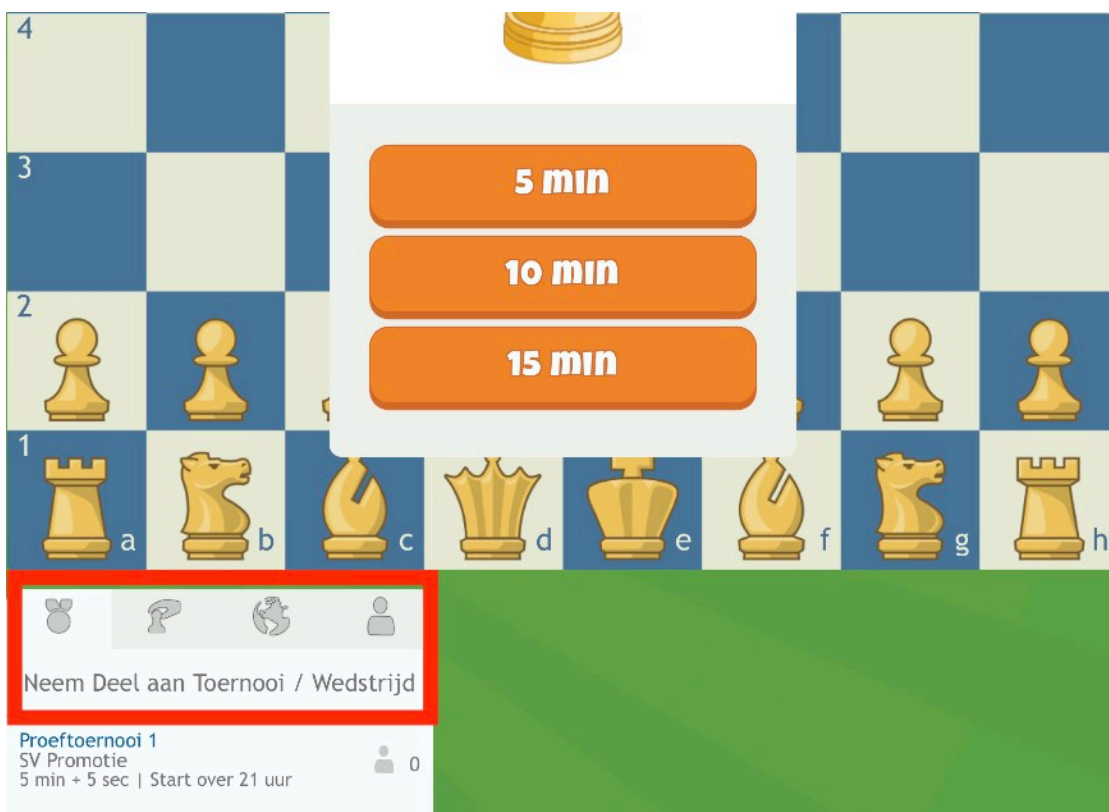 4
3
5 min
10 min
2
15 min
1
a b c d e f g h
Neem Deel aan Toernooi / Wedstrijd
Proeftoernooi 1
SV Promotie
0
5 min + 5 sec | Start over 21 uur